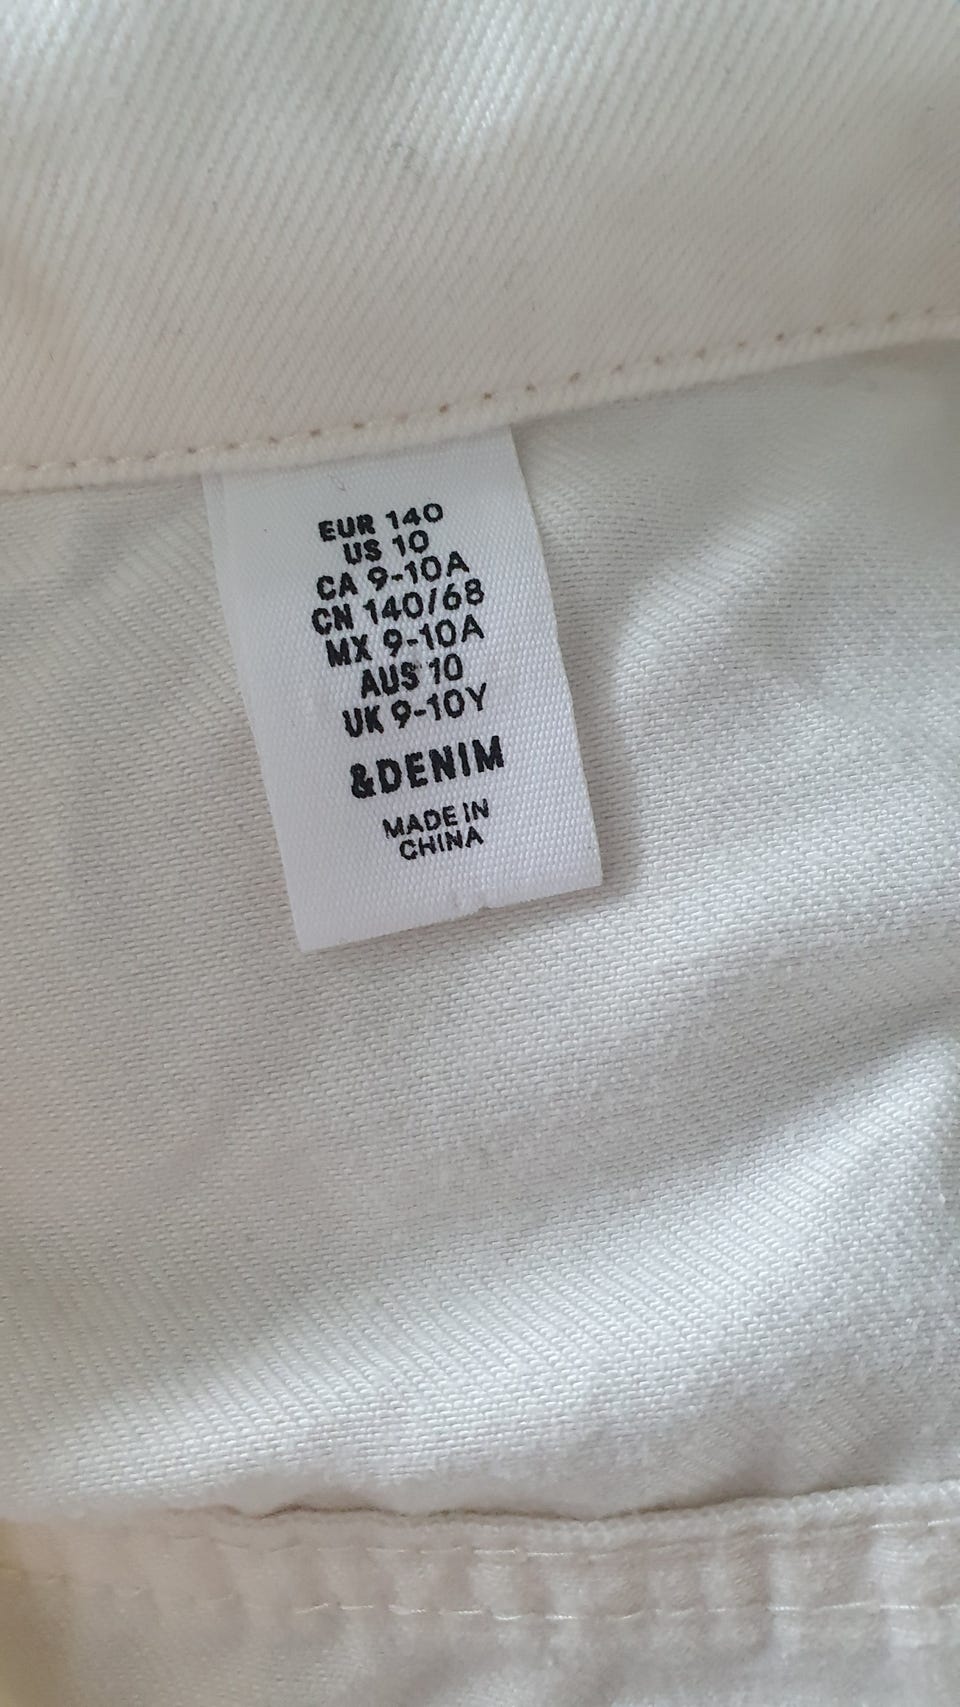 EUR 140
US 10
CA 9-10A
CN 140/68
MX 9-10A
AUS 10
UK 9-10Y
&DENIM
MADE IN
CHINA